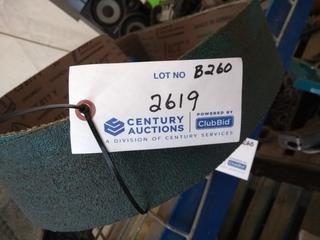 LOT NO B260
2619
CENTURY AUCTIONS
POWERED BY
ClubBid
A DIVISION OF CENTURY SERVICES